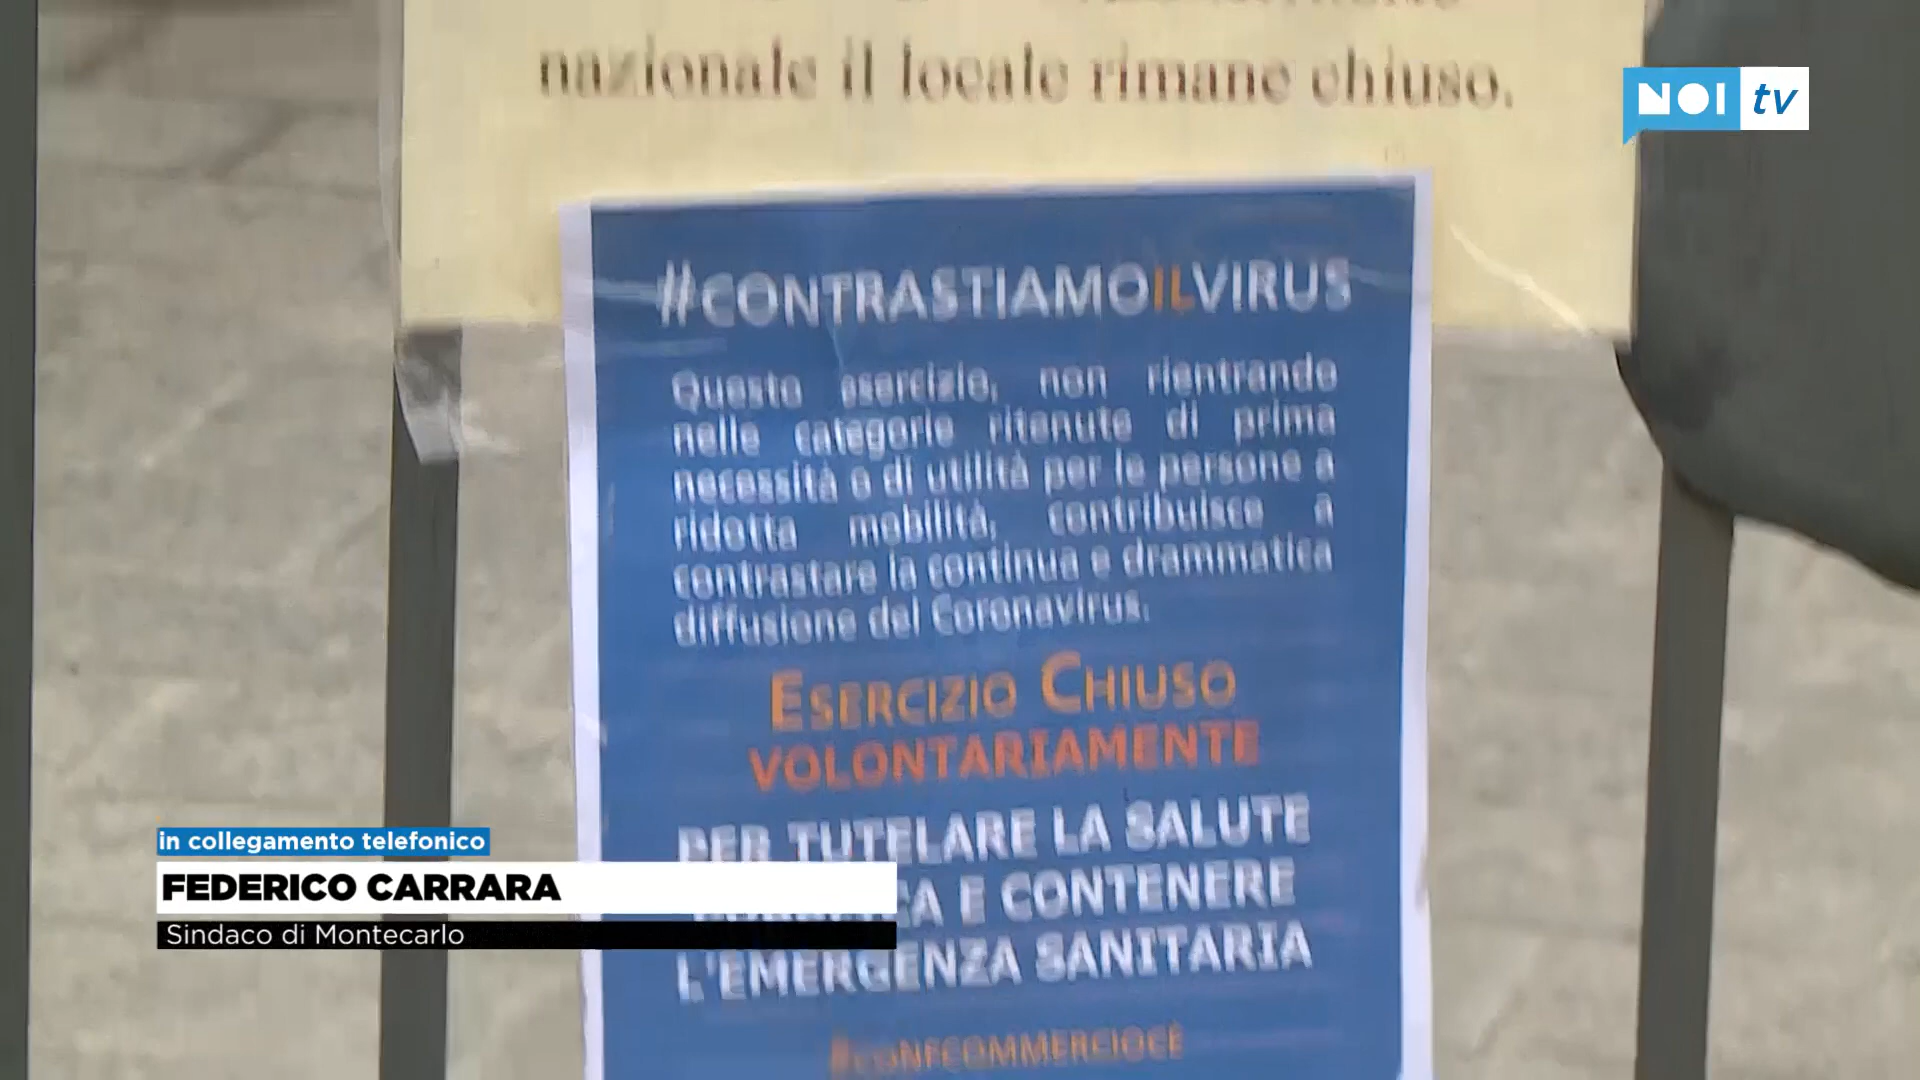 nazionale il locale rimane chiuso.
NOI tv
#CONTRASTIAMOILVIRUS
Questo esercizio, non rientrando
nelle categorie ritenute di prima
necessità e di utilità per le persone a
ridotta mobilità, contribuisce a
contrastare la continua e drammatica
diffusione del Coronavirus.
ESERCIZIO CHIUSO
VOLONTARIAMENTE
PER TUTELARE LA SALUTE
E CONTENERE
L'EMERGENZA SANITARIA
#CONFCOMMERCIOCÈ
in collegamento telefonico
FEDERICO CARRARA
Sindaco di Montecarlo